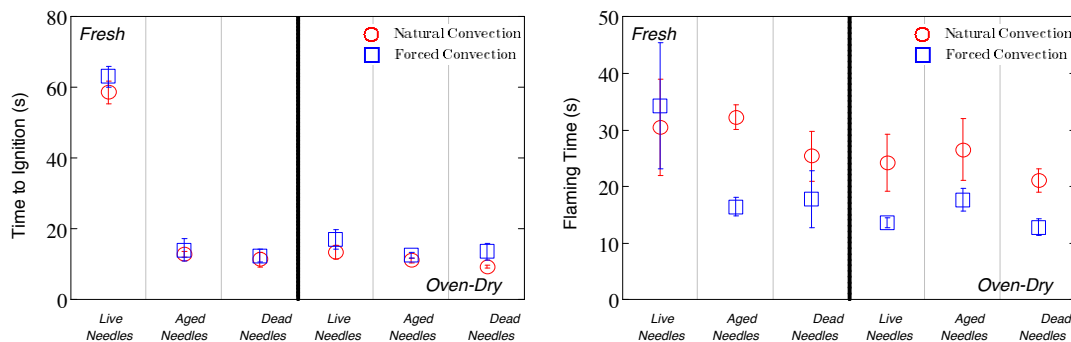 80
60
40
20
0
Time to Ignition (s)
Fresh
Natural Convection
Forced Convection
Oven-Dry
Live Needles
Aged Needles
Dead Needles
Live Needles
Aged Needles
Dead Needles
50
40
30
20
10
0
Flaming Time (s)
Fresh
Natural Convection
Forced Convection
Oven-Dry
Live Needles
Aged Needles
Dead Needles
Live Needles
Aged Needles
Dead Needles